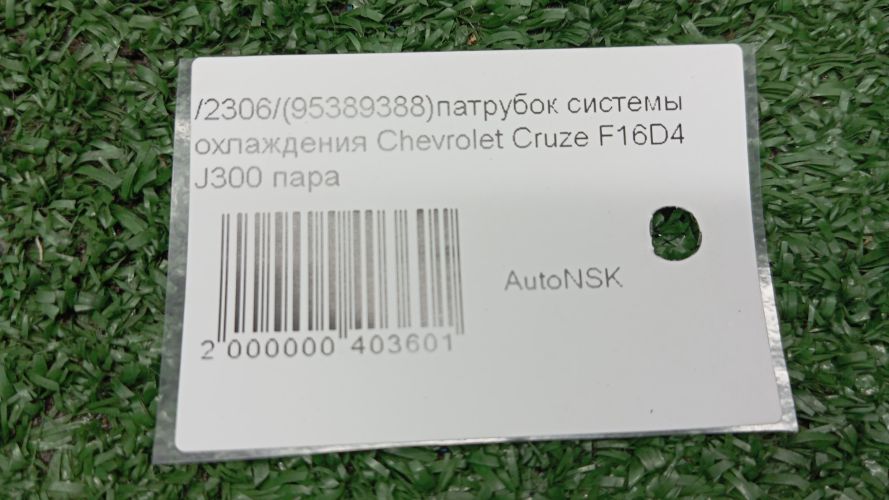 /2306/(95389388)патрубок системы
охлаждения Chevrolet Cruze F16D4
J300 пара
AutoNSK
2 000000 403601